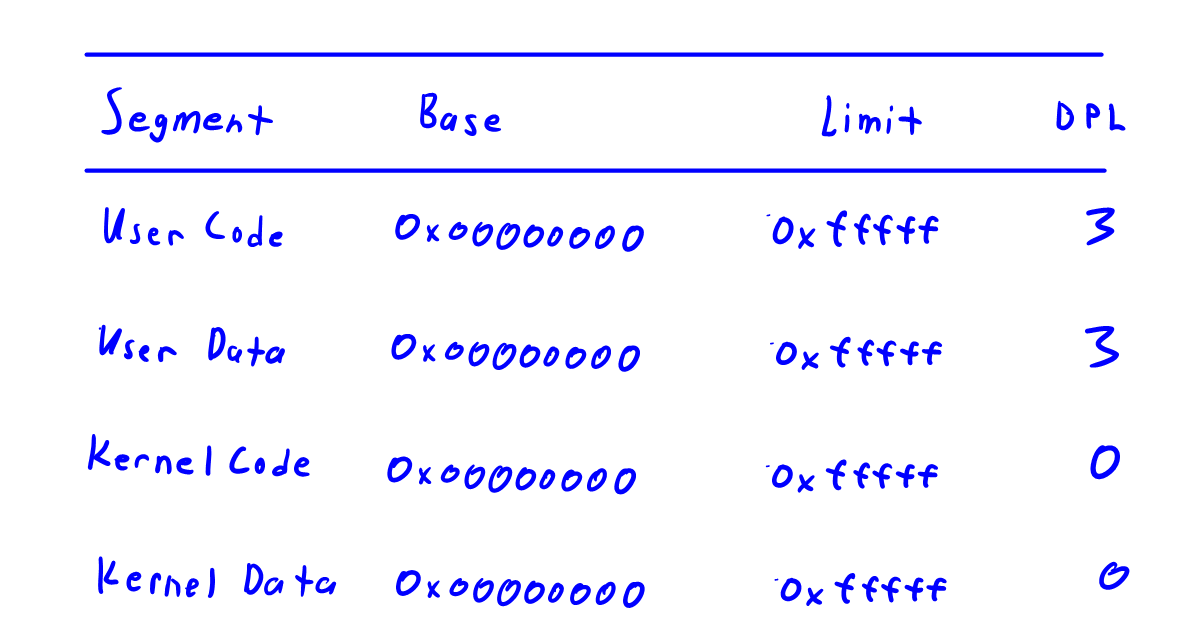 Segment Base Limit DPL
User Code 0x00000000 0xfffff 3
User Data 0x00000000 0xfffff 3
Kernel Code 0x00000000 0xfffff 0
Kernel Data 0x00000000 0xfffff 0